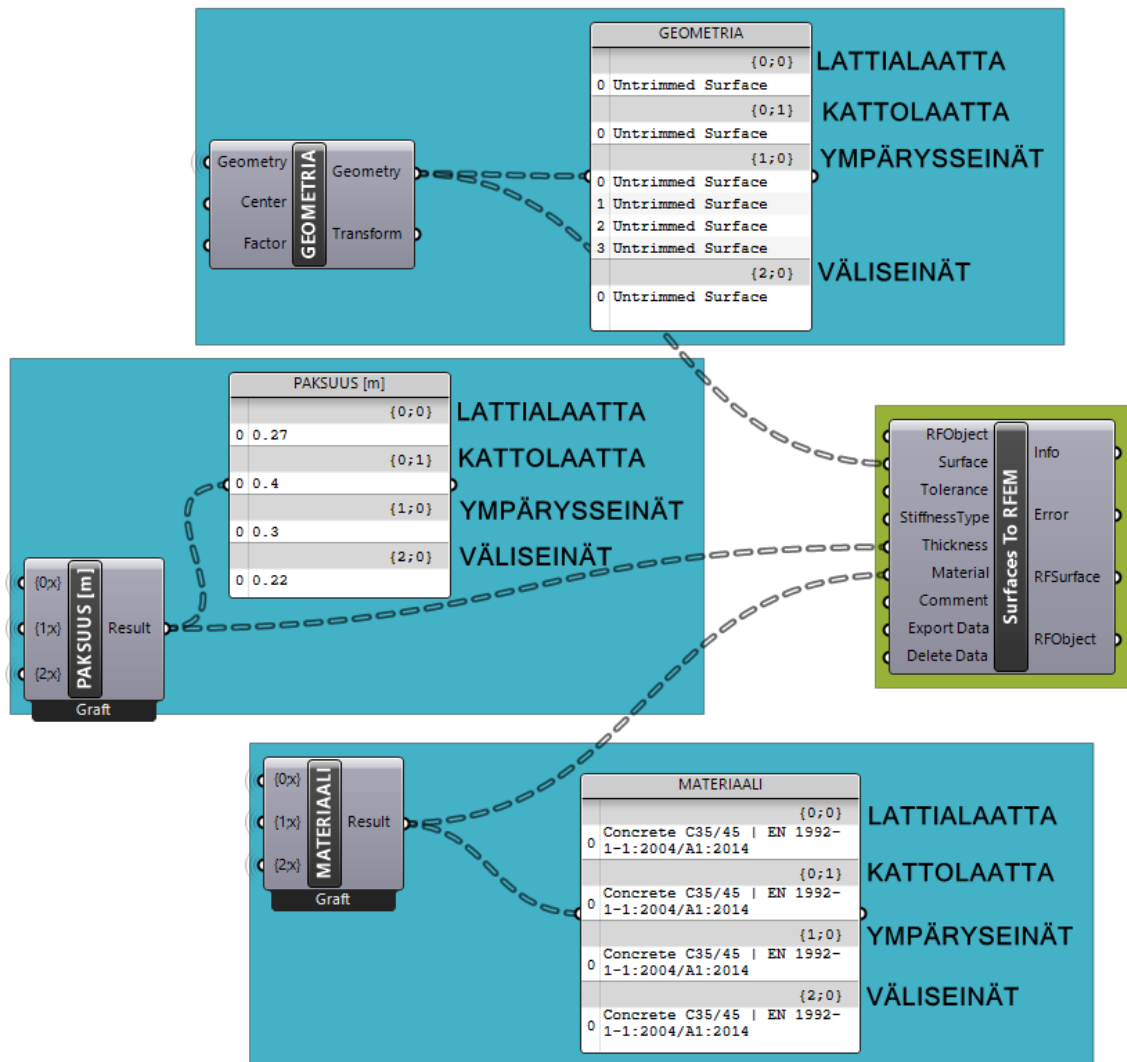 GEOMETRIA
{0;0}
LATTIALAATTA
0 Untrimmed Surface
{0;1}
KATTOLAATTA
0 Untrimmed Surface
{1;0}
YMPÄRYSSEINÄT
0 Untrimmed Surface
1 Untrimmed Surface
2 Untrimmed Surface
3 Untrimmed Surface
{2;0}
VÄLISEINÄT
0 Untrimmed Surface
Geometry
Center
Factor
GEOMETRIA
Geometry
Transform
PAKSUUS [m]
{0;0}
LATTIALAATTA
0 0.27
{0;1}
KATTOLAATTA
0 0.4
{1;0}
YMPÄRYSSEINÄT
0 0.3
{2;0}
VÄLISEINÄT
0 0.22
{0;x}
{1;x}
{2;x}
PAKSUUS [m]
Result
Graft
RFObject
Surface
Tolerance
StiffnessType
Thickness
Material
Comment
Export Data
Delete Data
Surfaces To RFEM
Info
Error
RFSurface
RFObject
{0;x}
{1;x}
{2;x}
MATERIAALI
Result
Graft
MATERIAALI
{0;0}
LATTIALAATTA
0 Concrete C35/45 | EN 1992-
1-1:2004/A1:2014
{0;1}
KATTOLAATTA
0 Concrete C35/45 | EN 1992-
1-1:2004/A1:2014
{1;0}
YMPÄRYSEINÄT
0 Concrete C35/45 | EN 1992-
1-1:2004/A1:2014
{2;0}
VÄLISEINÄT
0 Concrete C35/45 | EN 1992-
1-1:2004/A1:2014